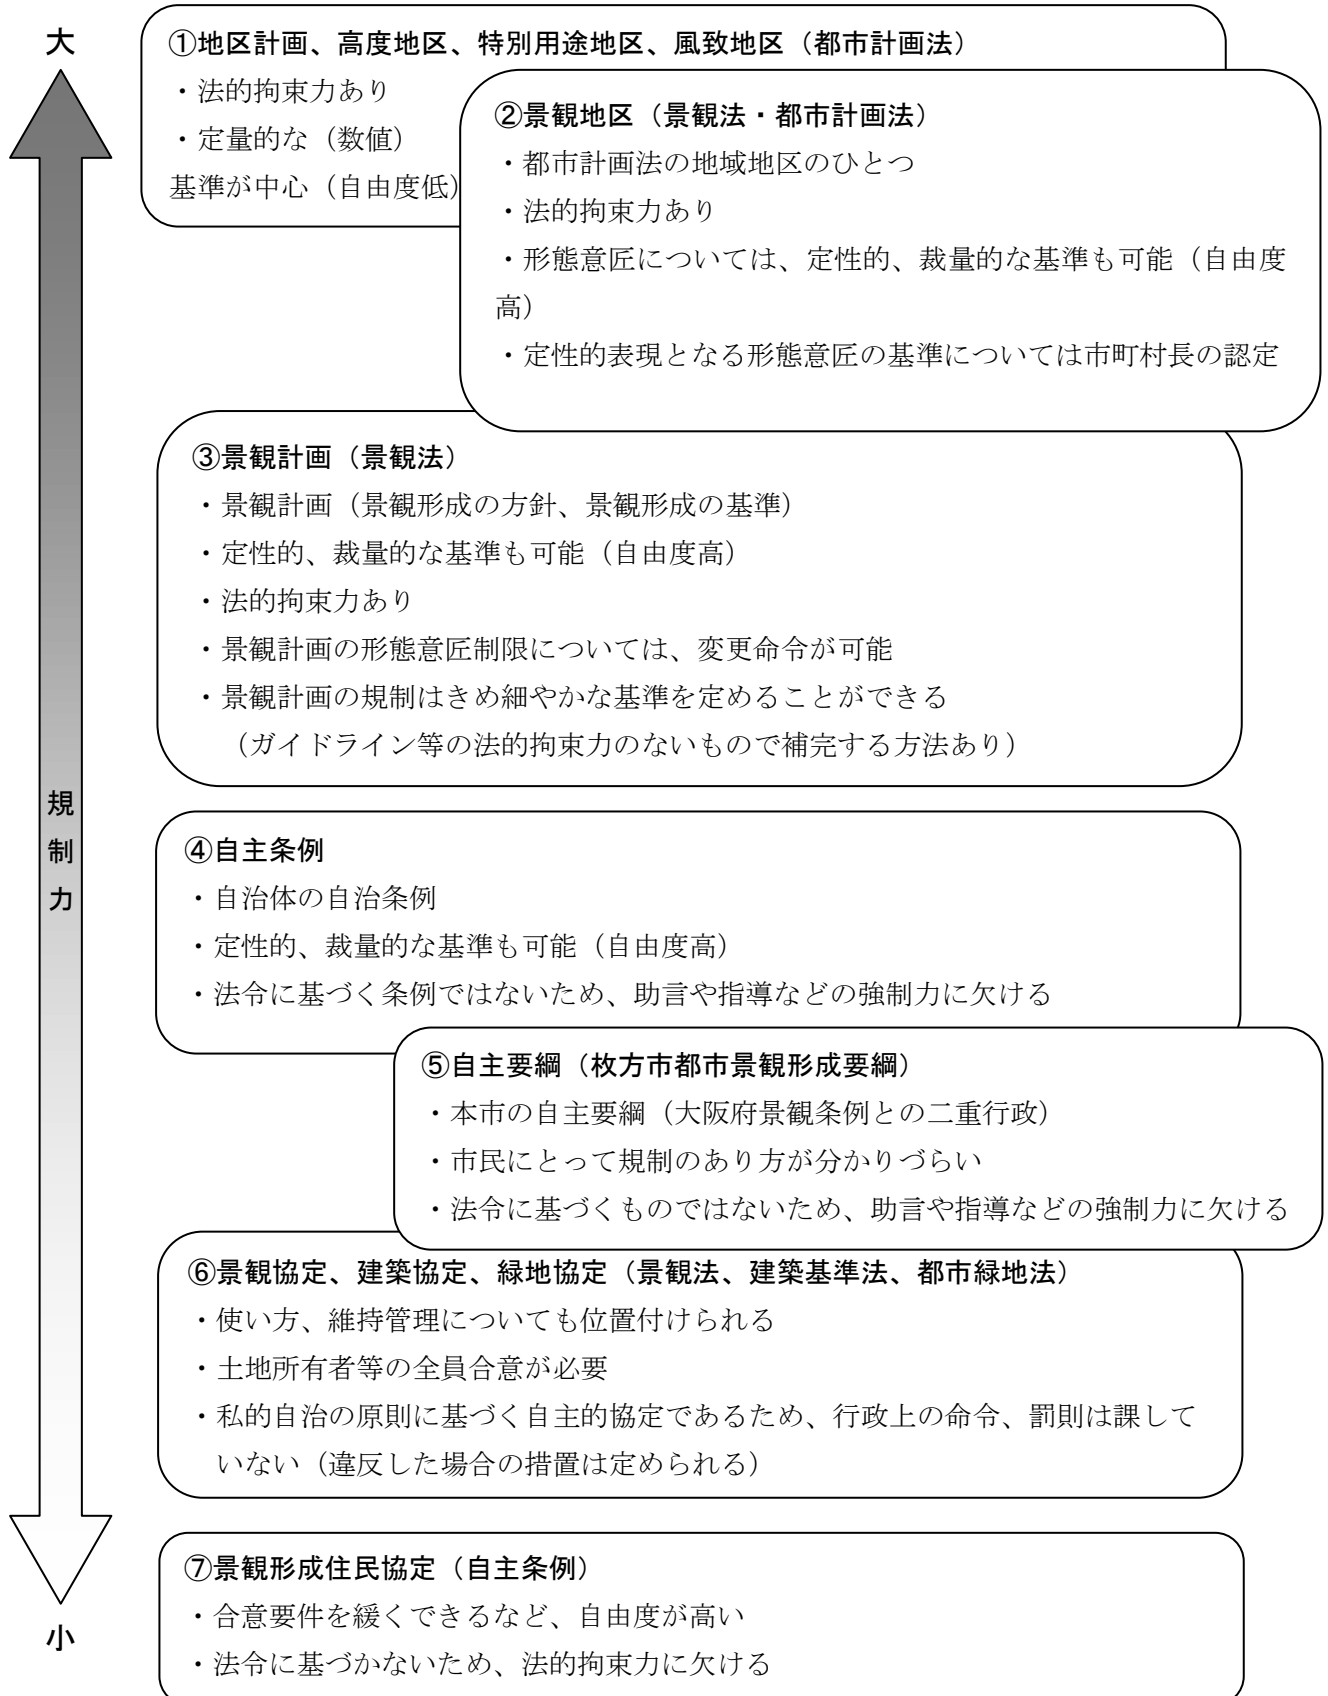 大
①地区計画、高度地区、特別用途地区、風致地区（都市計画法）
・法的拘束力あり
・定量的な（数値）
基準が中心（自由度低）
②景観地区（景観法・都市計画法）
・都市計画法の地域地区のひとつ
・法的拘束力あり
・形態意匠については、定性的、裁量的な基準も可能（自由度
高）
・定性的表現となる形態意匠の基準については市町村長の認定
③景観計画（景観法）
・景観計画（景観形成の方針、景観形成の基準）
・定性的、裁量的な基準も可能（自由度高）
・法的拘束力あり
・景観計画の形態意匠制限については、変更命令が可能
・景観計画の規制はきめ細やかな基準を定めることができる
（ガイドライン等の法的拘束力のないもので補完する方法あり）
規
制
力
④自主条例
・自治体の自治条例
・定性的、裁量的な基準も可能（自由度高）
・法令に基づく条例ではないため、助言や指導などの強制力に欠ける
⑤自主要綱（枚方市都市景観形成要綱）
・本市の自主要綱（大阪府景観条例との二重行政）
・市民にとって規制のあり方が分かりづらい
・法令に基づくものではないため、助言や指導などの強制力に欠ける
⑥景観協定、建築協定、緑地協定（景観法、建築基準法、都市緑地法）
・使い方、維持管理についても位置付けられる
・土地所有者等の全員合意が必要
・私的自治の原則に基づく自主的協定であるため、行政上の命令、罰則は課して
いない（違反した場合の措置は定められる）
⑦景観形成住民協定（自主条例）
・合意要件を緩くできるなど、自由度が高い
・法令に基づかないため、法的拘束力に欠ける
小